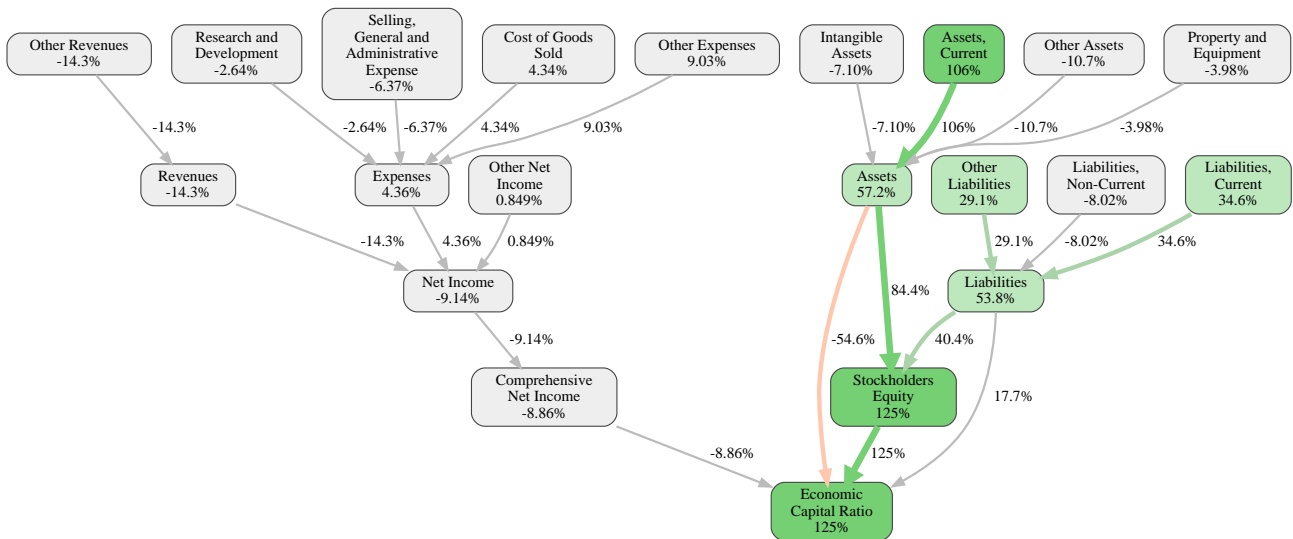 Other Revenues
-14.3%
Research and
Development
-2.64%
Selling,
General and
Administrative
Expense
-6.37%
Cost of Goods
Sold
4.34%
Other Expenses
9.03%
Intangible
Assets
-7.10%
Assets,
Current
106%
Other Assets
-10.7%
Property and
Equipment
-3.98%
-14.3%
-2.64%
-6.37%
4.34%
9.03%
-7.10%
106%
-10.7%
-3.98%
Revenues
-14.3%
Expenses
4.36%
Other Net
Income
0.849%
Assets
57.2%
Other
Liabilities
29.1%
Liabilities,
Non-Current
-8.02%
Liabilities,
Current
34.6%
-14.3%
4.36%
0.849%
29.1%
-8.02%
34.6%
Net Income
-9.14%
84.4%
Liabilities
53.8%
-9.14%
-54.6%
40.4%
Comprehensive
Net Income
-8.86%
Stockholders
Equity
125%
17.7%
-8.86%
125%
Economic
Capital Ratio
125%